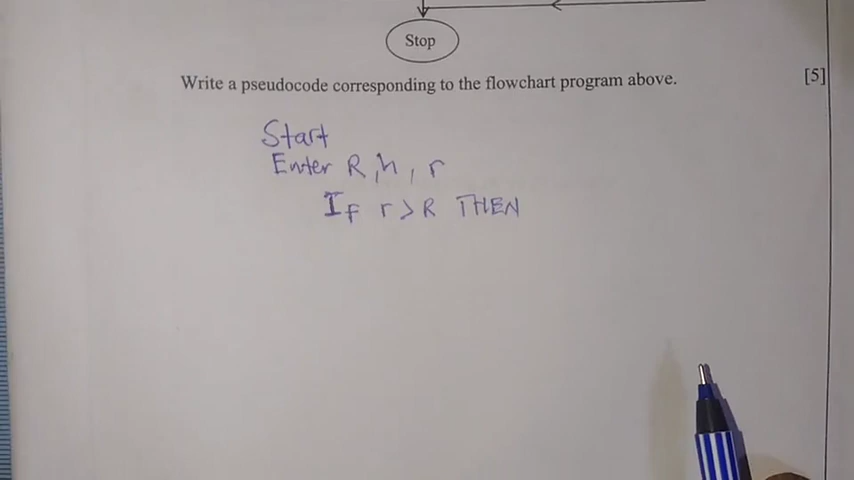 Stop
Write a pseudocode corresponding to the flowchart program above. [5]
Start
Enter R, h, r
If r > R THEN